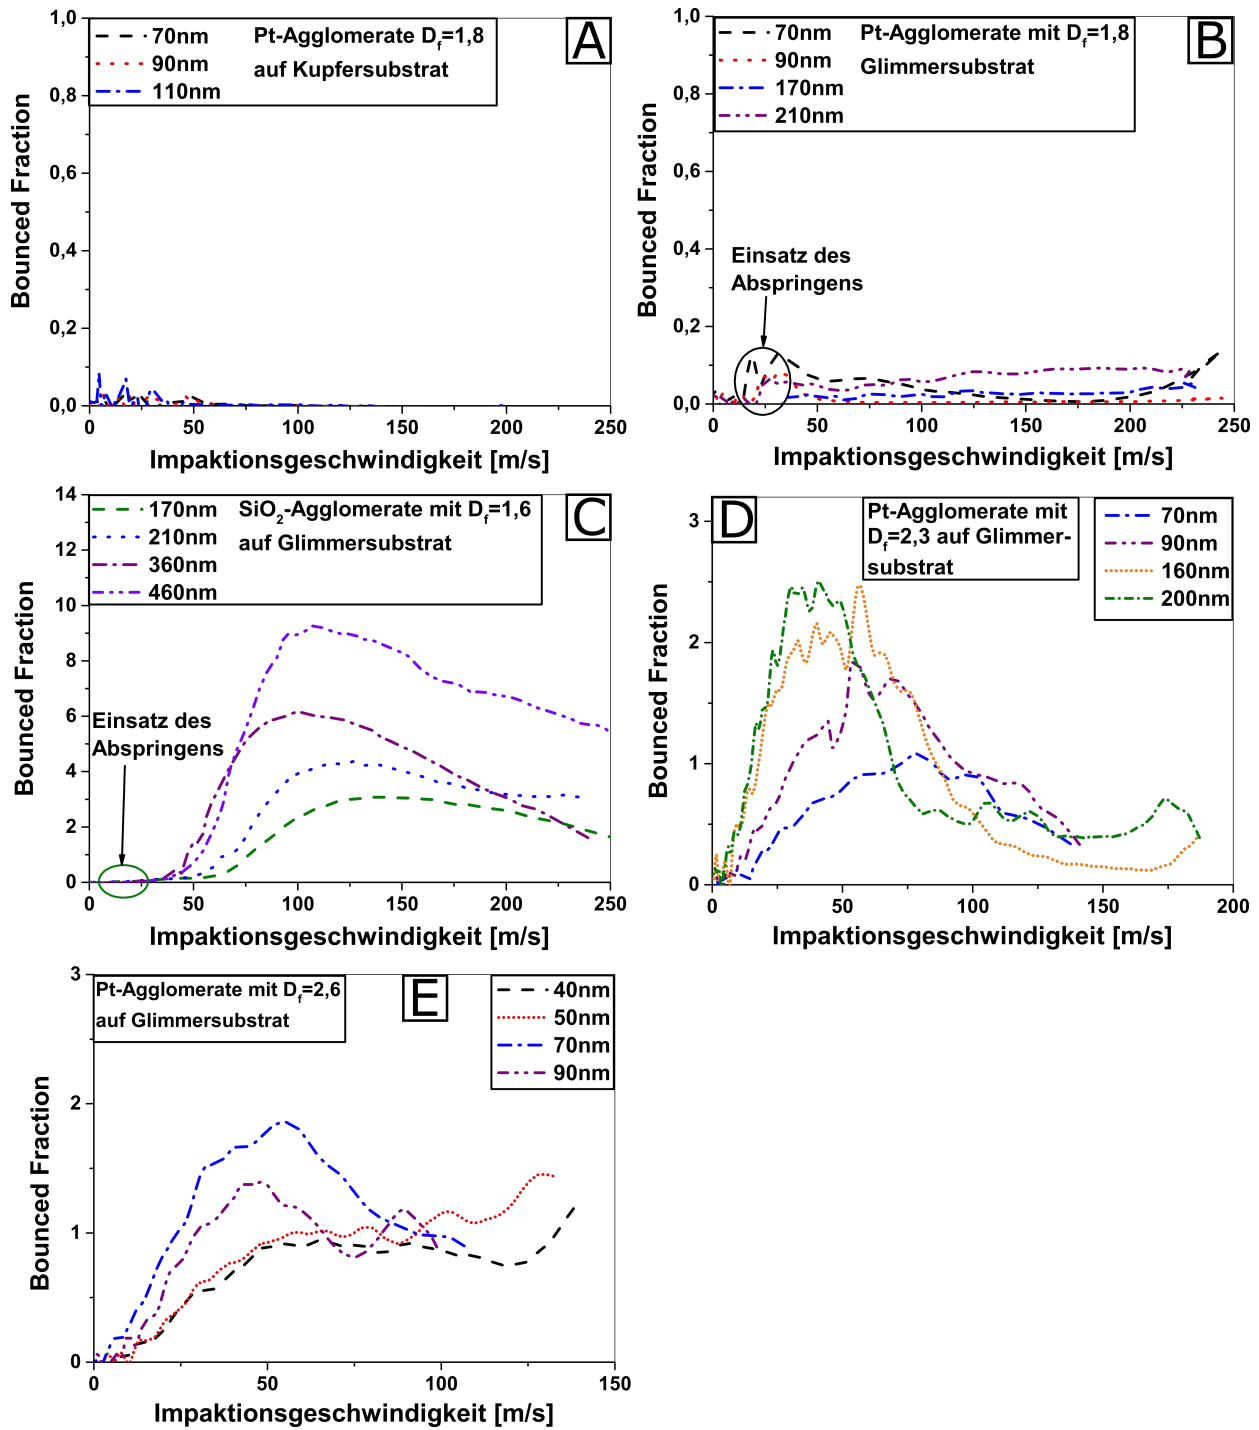 1,0
0,8
0,6
0,4
0,2
0,0
0
50
100
150
200
250
Bounced Fraction
Impaktionsgeschwindigkeit [m/s]
70nm
90nm
110nm
Pt-Agglomerate Df=1,8
auf Kupfersubstrat
A
1,0
0,8
0,6
0,4
0,2
0,0
0
50
100
150
200
250
Bounced Fraction
Impaktionsgeschwindigkeit [m/s]
70nm
90nm
170nm
210nm
Pt-Agglomerate mit Df=1,8
Glimmersubstrat
B
Einsatz des
Abspringens
14
12
10
8
6
4
2
0
0
50
100
150
200
250
Bounced Fraction
Impaktionsgeschwindigkeit [m/s]
170nm
210nm
360nm
460nm
SiO2-Agglomerate mit Df=1,6
auf Glimmersubstrat
C
Einsatz des
Abspringens
3
2
1
0
0
50
100
150
200
Bounced Fraction
Impaktionsgeschwindigkeit [m/s]
D
Pt-Agglomerate mit
Df=2,3 auf Glimmer-
substrat
70nm
90nm
160nm
200nm
3
2
1
0
0
50
100
150
Bounced Fraction
Impaktionsgeschwindigkeit [m/s]
Pt-Agglomerate mit Df=2,6
auf Glimmersubstrat
E
40nm
50nm
70nm
90nm